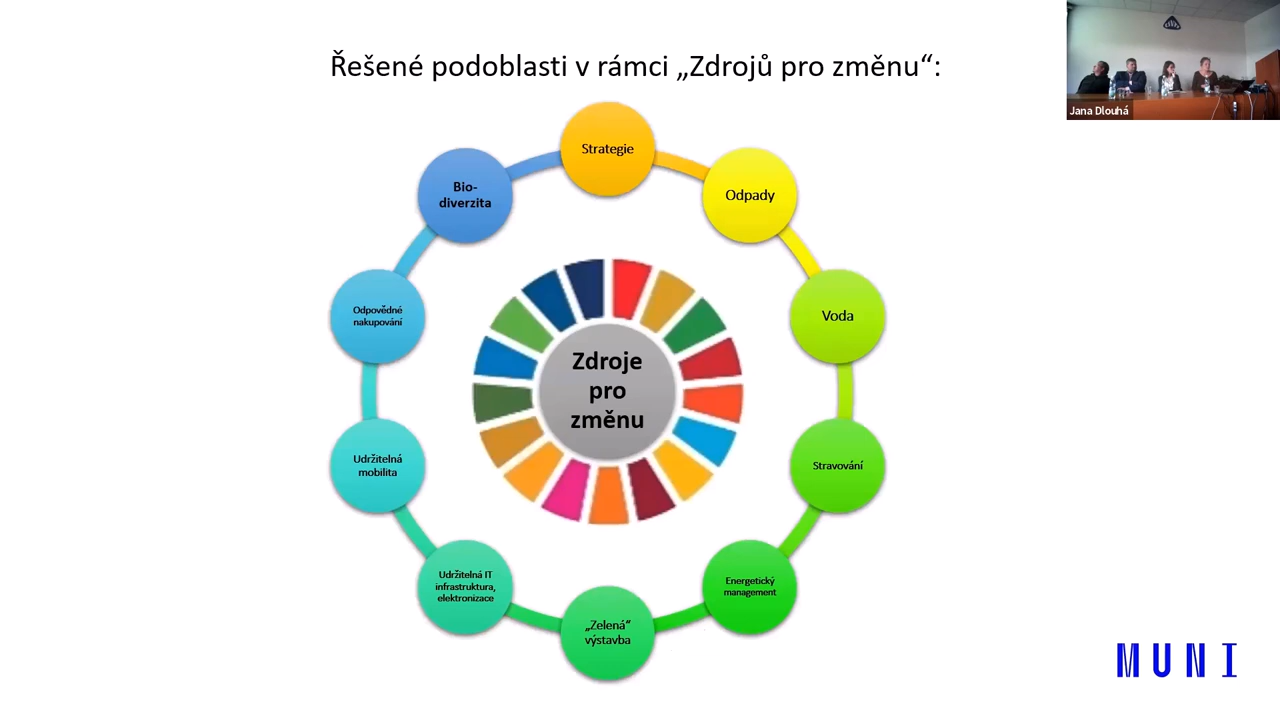 Řešené podoblasti v rámci „Zdrojů pro změnu“:
Jana Dlouhá
Strategie
Odpady
Voda
Stravování
Energetický
management
„Zelená“
výstavba
Udržitelná IT
infrastruktura,
elektronizace
Udržitelná
mobilita
Odpovědné
nakupování
Bio-
diverzita
Zdroje
pro
změnu
MUNI